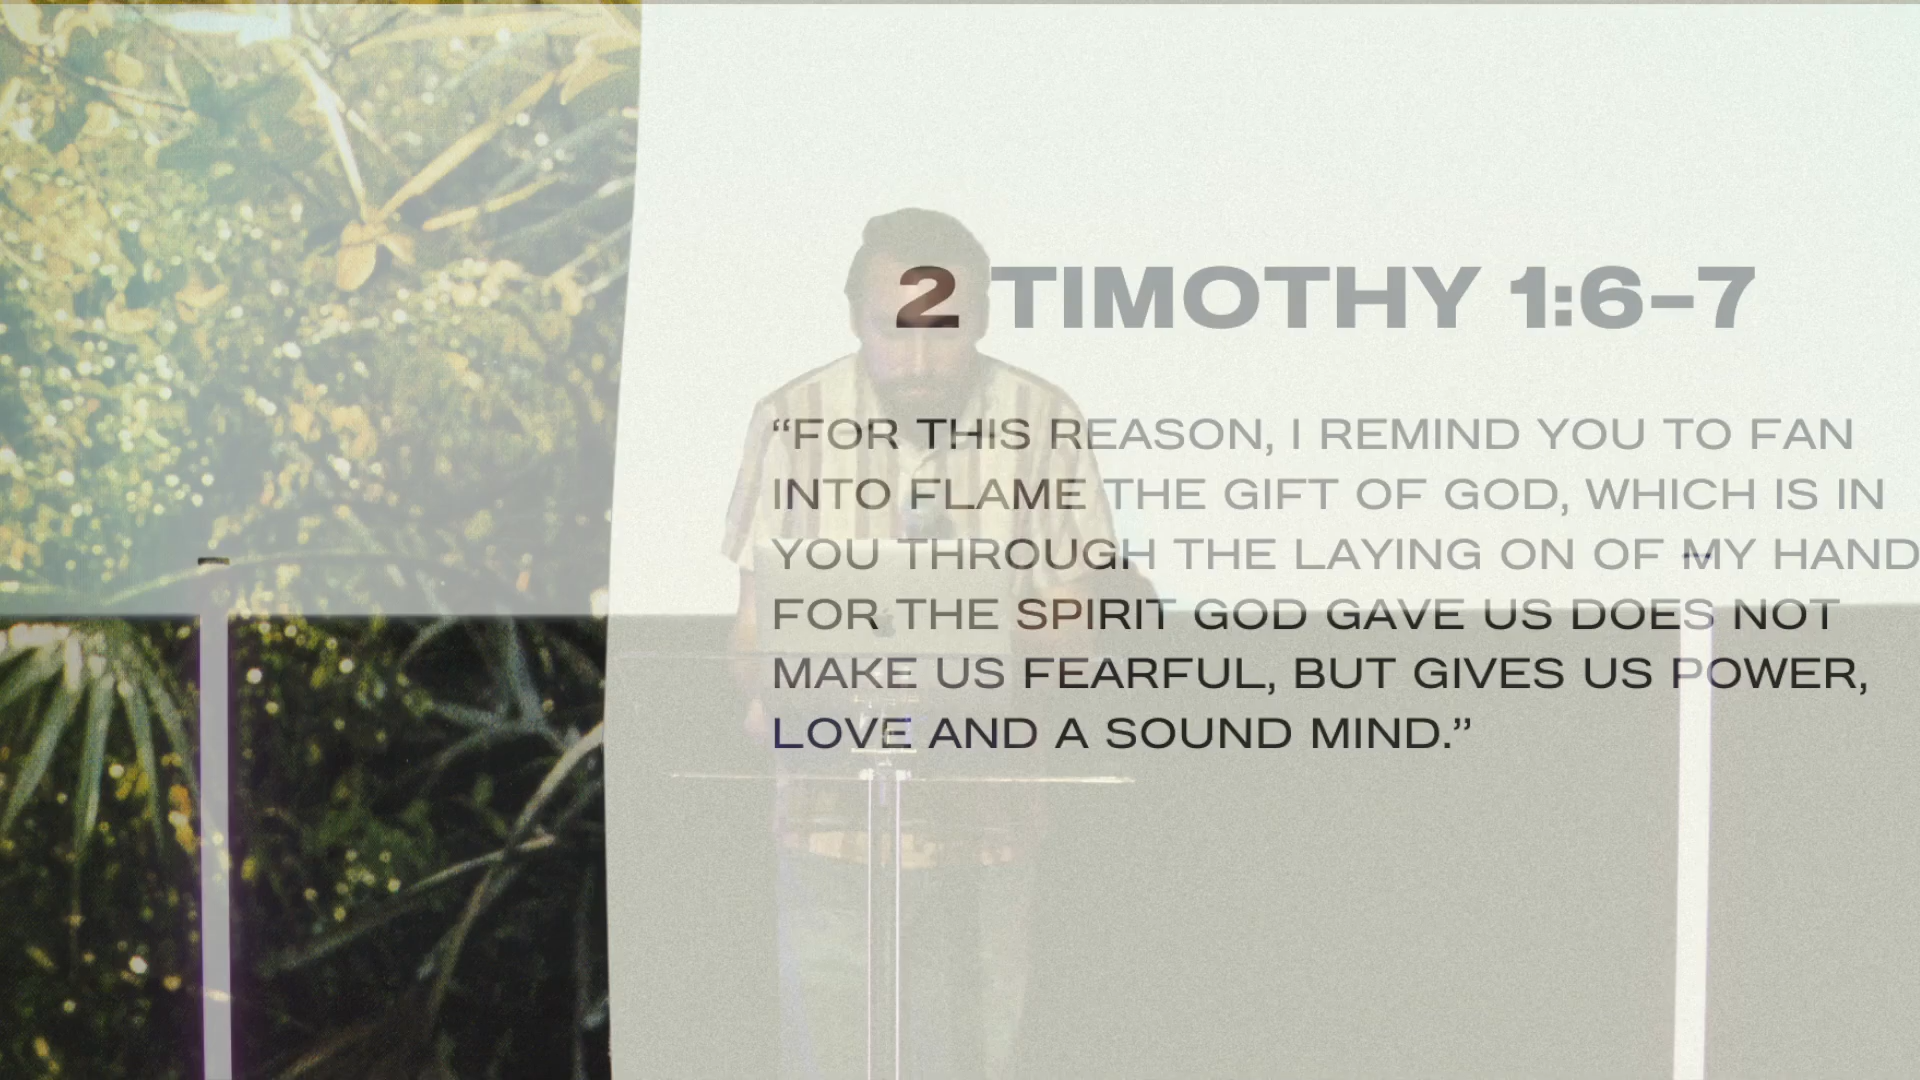 2 TIMOTHY 1:6–7
“FOR THIS REASON, I REMIND YOU TO FAN
INTO FLAME THE GIFT OF GOD, WHICH IS IN
YOU THROUGH THE LAYING ON OF MY HAND
FOR THE SPIRIT GOD GAVE US DOES NOT
MAKE US FEARFUL, BUT GIVES US POWER,
LOVE AND A SOUND MIND.”